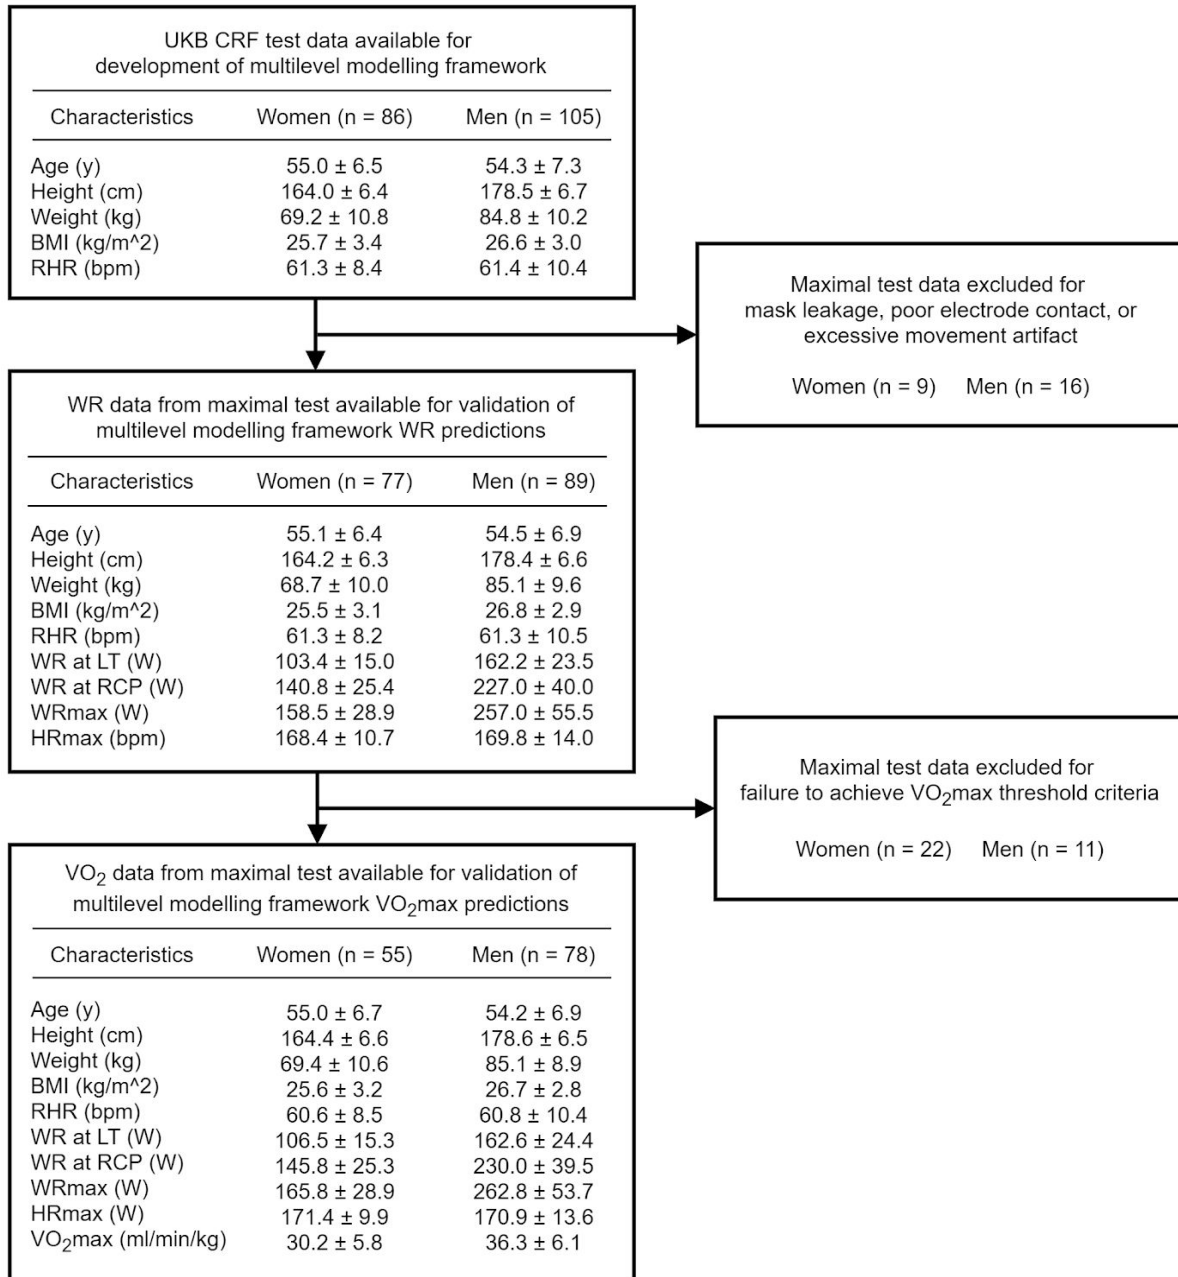 UKB CRF test data available for
development of multilevel modelling framework
Characteristics Women (n = 86) Men (n = 105)
Age (y) 55.0 ± 6.5 54.3 ± 7.3
Height (cm) 164.0 ± 6.4 178.5 ± 6.7
Weight (kg) 69.2 ± 10.8 84.8 ± 10.2
BMI (kg/m^2) 25.7 ± 3.4 26.6 ± 3.0
RHR (bpm) 61.3 ± 8.4 61.4 ± 10.4
Maximal test data excluded for
mask leakage, poor electrode contact, or
excessive movement artifact
Women (n = 9) Men (n = 16)
WR data from maximal test available for validation of
multilevel modelling framework WR predictions
Characteristics Women (n = 77) Men (n = 89)
Age (y) 55.1 ± 6.4 54.5 ± 6.9
Height (cm) 164.2 ± 6.3 178.4 ± 6.6
Weight (kg) 68.7 ± 10.0 85.1 ± 9.6
BMI (kg/m^2) 25.5 ± 3.1 26.8 ± 2.9
RHR (bpm) 61.3 ± 8.2 61.3 ± 10.5
WR at LT (W) 103.4 ± 15.0 162.2 ± 23.5
WR at RCP (W) 140.8 ± 25.4 227.0 ± 40.0
WRmax (W) 158.5 ± 28.9 257.0 ± 55.5
HRmax (bpm) 168.4 ± 10.7 169.8 ± 14.0
Maximal test data excluded for
failure to achieve VO₂max threshold criteria
Women (n = 22) Men (n = 11)
VO₂ data from maximal test available for validation of
multilevel modelling framework VO₂max predictions
Characteristics Women (n = 55) Men (n = 78)
Age (y) 55.0 ± 6.7 54.2 ± 6.9
Height (cm) 164.4 ± 6.6 178.6 ± 6.5
Weight (kg) 69.4 ± 10.6 85.1 ± 8.9
BMI (kg/m^2) 25.6 ± 3.2 26.7 ± 2.8
RHR (bpm) 60.6 ± 8.5 60.8 ± 10.4
WR at LT (W) 106.5 ± 15.3 162.6 ± 24.4
WR at RCP (W) 145.8 ± 25.3 230.0 ± 39.5
WRmax (W) 165.8 ± 28.9 262.8 ± 53.7
HRmax (W) 171.4 ± 9.9 170.9 ± 13.6
VO₂max (ml/min/kg) 30.2 ± 5.8 36.3 ± 6.1